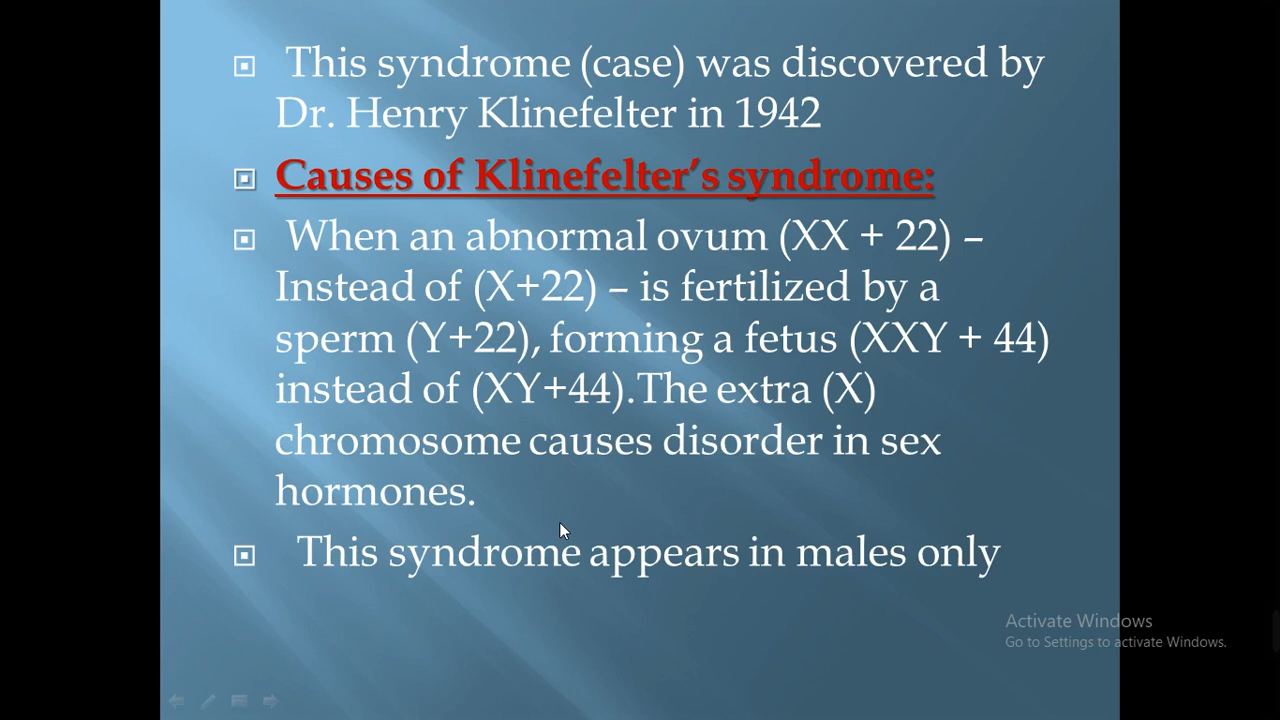 This syndrome (case) was discovered by
Dr. Henry Klinefelter in 1942
Causes of Klinefelter’s syndrome:
When an abnormal ovum (XX + 22) –
Instead of (X+22) – is fertilized by a
sperm (Y+22), forming a fetus (XXY + 44)
instead of (XY+44).The extra (X)
chromosome causes disorder in sex
hormones.
This syndrome appears in males only
Activate Windows
Go to Settings to activate Windows.